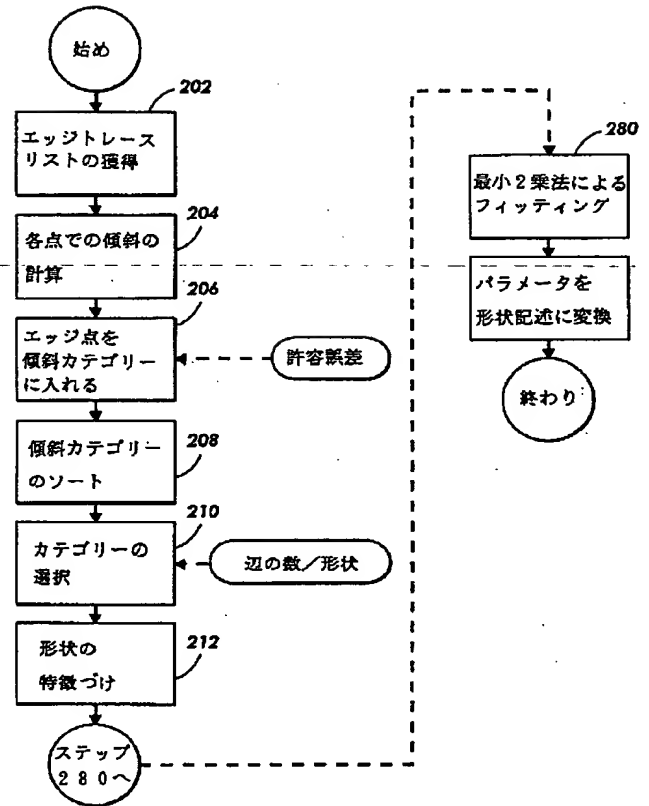 始め
202
エッジトレース
リストの獲得
204
各点での傾斜の
計算
206
エッジ点を
傾斜カテゴリー
に入れる
許容誤差
208
傾斜カテゴリー
のソート
210
カテゴリーの
選択
辺の数/形状
212
形状の
特徴づけ
ステップ
280へ
280
最小2乗法による
フィッティング
パラメータを
形状記述に変換
終わり